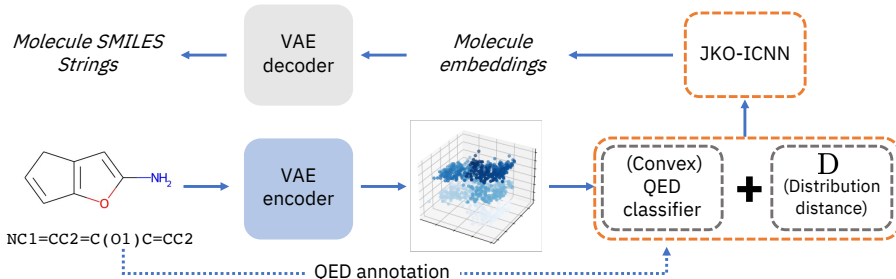 Molecule SMILES
Strings
VAE
decoder
Molecule
embeddings
JKO-ICNN
NH2
O
NC1=CC2=C(O1)C=CC2
VAE
encoder
(Convex)
QED
classifier
+
D
(Distribution
distance)
QED annotation